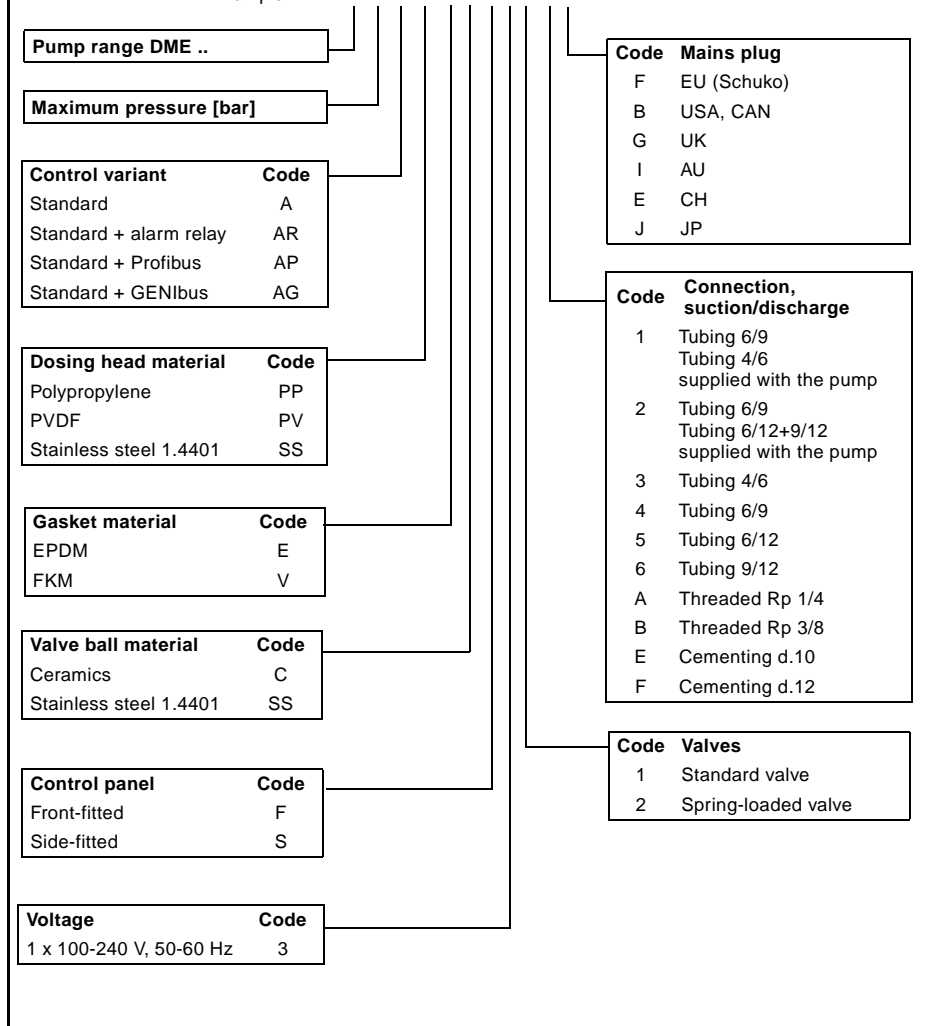 Pump range DME ..
Maximum pressure [bar]
Control variant Code
Standard A
Standard + alarm relay AR
Standard + Profibus AP
Standard + GENIbus AG
Dosing head material Code
Polypropylene PP
PVDF PV
Stainless steel 1.4401 SS
Gasket material Code
EPDM E
FKM V
Valve ball material Code
Ceramics C
Stainless steel 1.4401 SS
Control panel Code
Front-fitted F
Side-fitted S
Voltage Code
1 x 100-240 V, 50-60 Hz 3
Code Mains plug
F EU (Schuko)
B USA, CAN
G UK
I AU
E CH
J JP
Code Connection,
suction/discharge
1 Tubing 6/9
Tubing 4/6
supplied with the pump
2 Tubing 6/9
Tubing 6/12+9/12
supplied with the pump
3 Tubing 4/6
4 Tubing 6/9
5 Tubing 6/12
6 Tubing 9/12
A Threaded Rp 1/4
B Threaded Rp 3/8
E Cementing d.10
F Cementing d.12
Code Valves
1 Standard valve
2 Spring-loaded valve